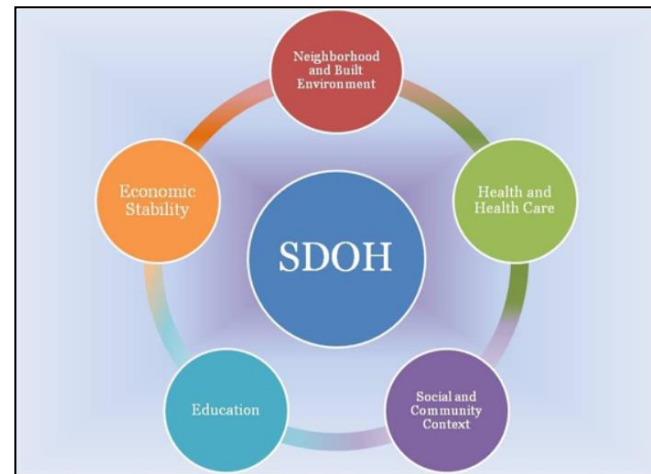 Neighborhood
and Built
Environment
Economic
Stability
Health and
Health Care
SDOH
Education
Social and
Community
Context